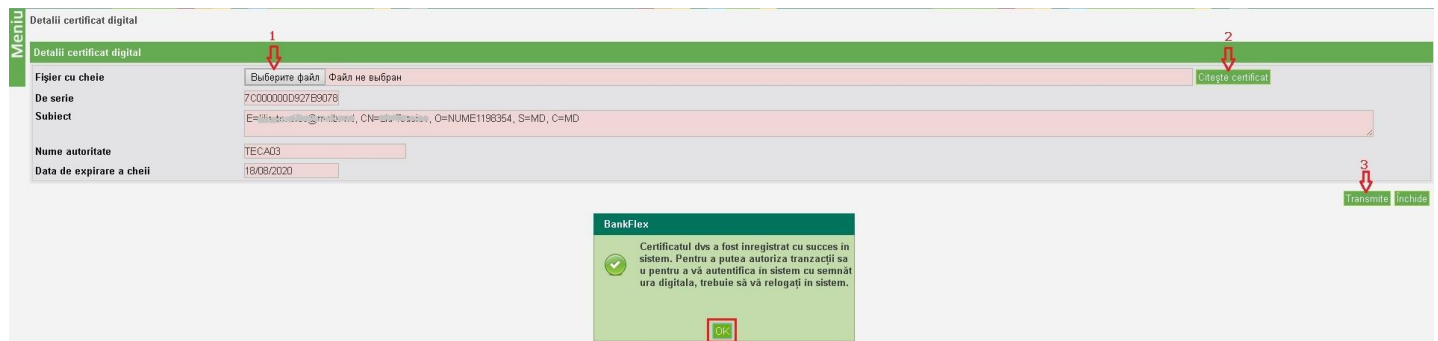 Meniu
Detalii certificat digital
1
2
Detalii certificat digital
Fişier cu cheie Выберите файл Файл не выбран Citeşte certificat
De serie 7C000000D927B9078
Subiect E= CN= O=NUME1198354, S=MD, C=MD
Nume autoritate TECA03
Data de expirare a cheii 18/08/2020
3
Transmite Închide
BankFlex
Certificatul dvs a fost inregistrat cu succes in
sistem. Pentru a putea autoriza tranzacţii sa
u pentru a vă autentifica in sistem cu semnăt
ura digitala, trebuie să vă relogaţi in sistem.
OK